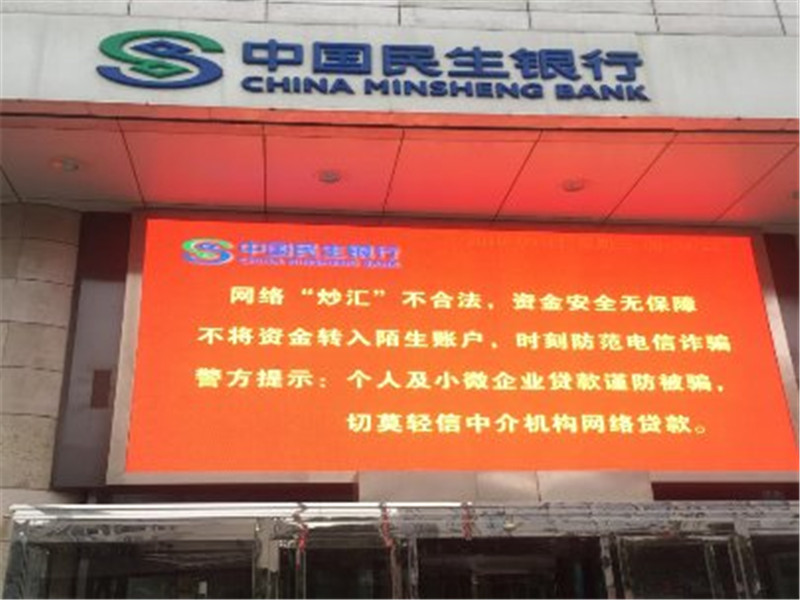 中国民生银行
CHINA MINSHENG BANK
中国民生银行
CHINA MINSHENG BANK
网络“炒汇”不合法，资金安全无保障
不将资金转入陌生账户，时刻防范电信诈骗
警方提示：个人及小微企业贷款谨防被骗，
切莫轻信中介机构网络贷款。